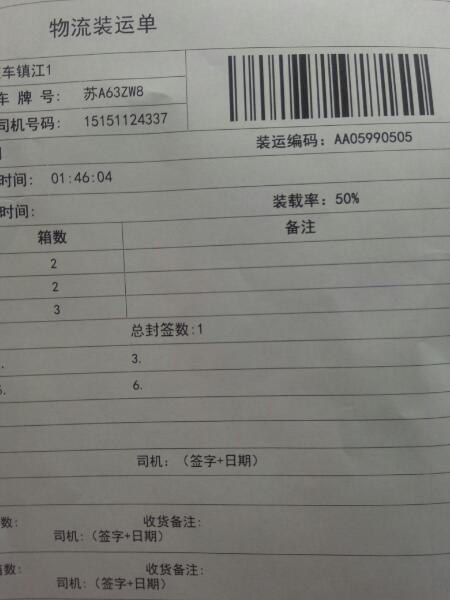 物流装运单
车镇江1
车 牌 号: 苏A63ZW8
司机号码: 15151124337
装运编码: AA05990505
时间: 01:46:04
时间:
装载率: 50%
箱数 备注
2
2
3
总封签数:1
3.
6.
司机: (签字+日期)
数: 收货备注:
司机:(签字+日期)
箱数: 收货备注:
司机:(签字+日期)